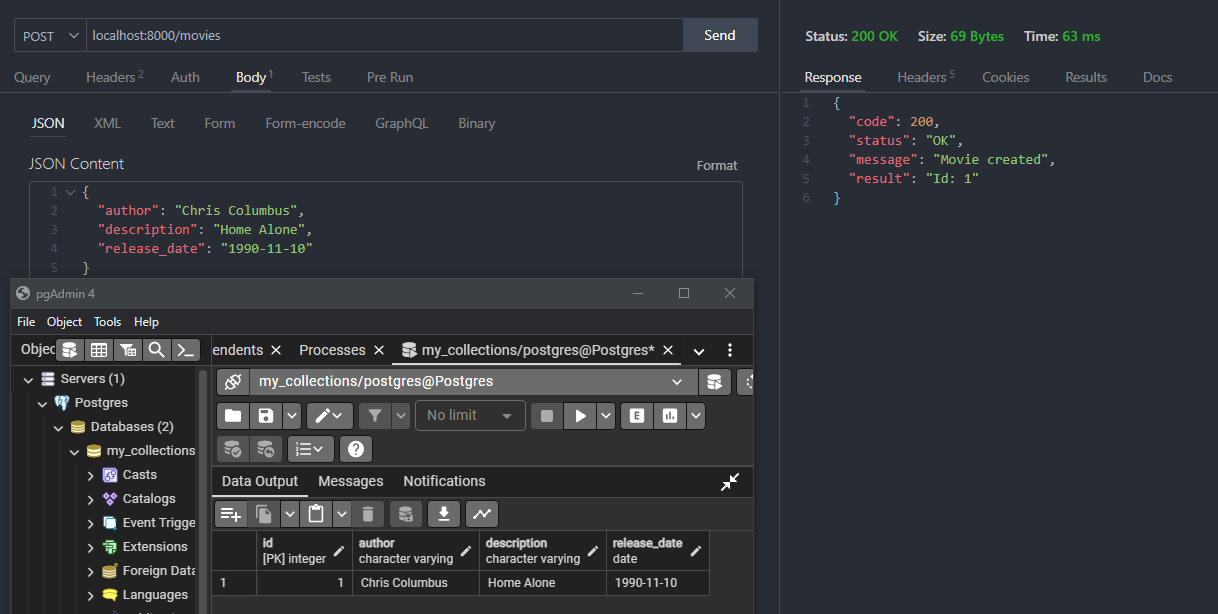 POST localhost:8000/movies Send
Query Headers 2 Auth Body 1 Tests Pre Run
JSON XML Text Form Form-encode GraphQL Binary
JSON Content Format
1 {
2 "author": "Chris Columbus",
3 "description": "Home Alone",
4 "release_date": "1990-11-10"
5 }
Status: 200 OK Size: 69 Bytes Time: 63 ms
Response Headers 5 Cookies Results Docs
1 {
2 "code": 200,
3 "status": "OK",
4 "message": "Movie created",
5 "result": "Id: 1"
6 }
pgAdmin 4
File Object Tools Help
Objec endents Processes my_collections/postgres@Postgres*
Servers (1)
Postgres
Databases (2)
my_collections
Casts
Catalogs
Event Trigge
Extensions
Foreign Data
Languages
my_collections/postgres@Postgres
No limit E
Data Output Messages Notifications
id author description release_date
[PK] integer character varying character varying date
1 1 Chris Columbus Home Alone 1990-11-10